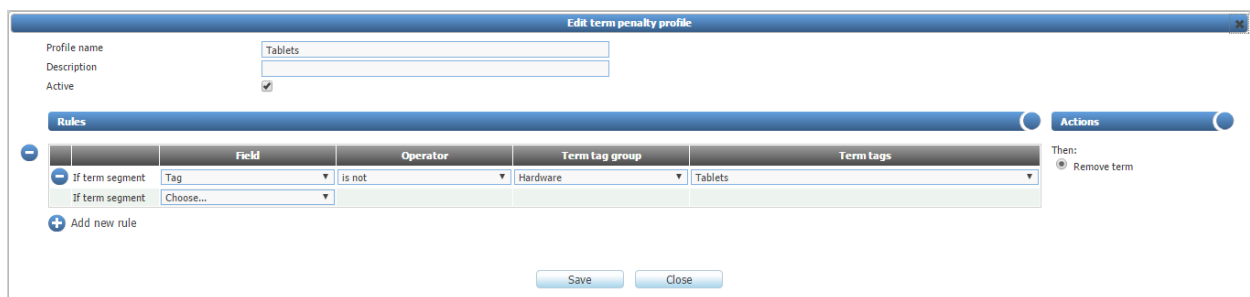 Edit term penalty profile
Profile name Tablets
Description
Active
Rules Actions
Field Operator Term tag group Term tags
If term segment Tag is not Hardware Tablets
If term segment Choose...
Then:
Remove term
Add new rule
Save Close